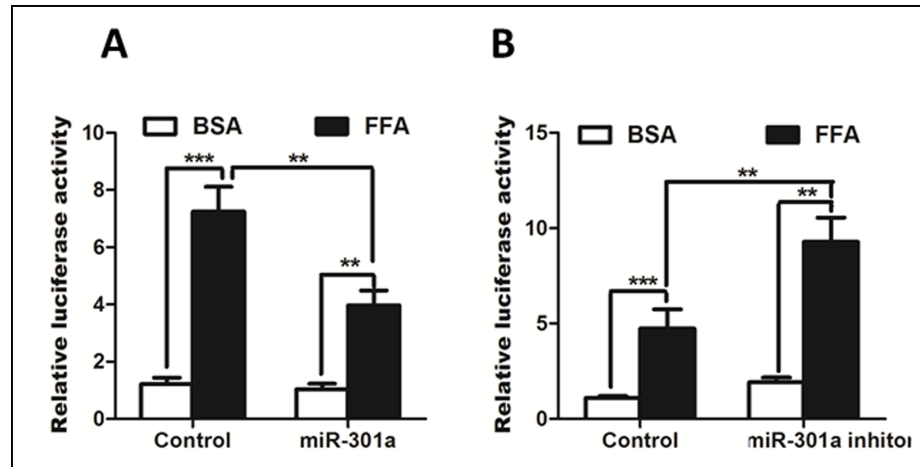 A
BSA FFA
Relative luciferase activity
10
8
6
4
2
0
***
**
**
Control miR-301a
B
BSA FFA
Relative luciferase activity
15
10
5
0
**
**
***
Control miR-301a inhitor